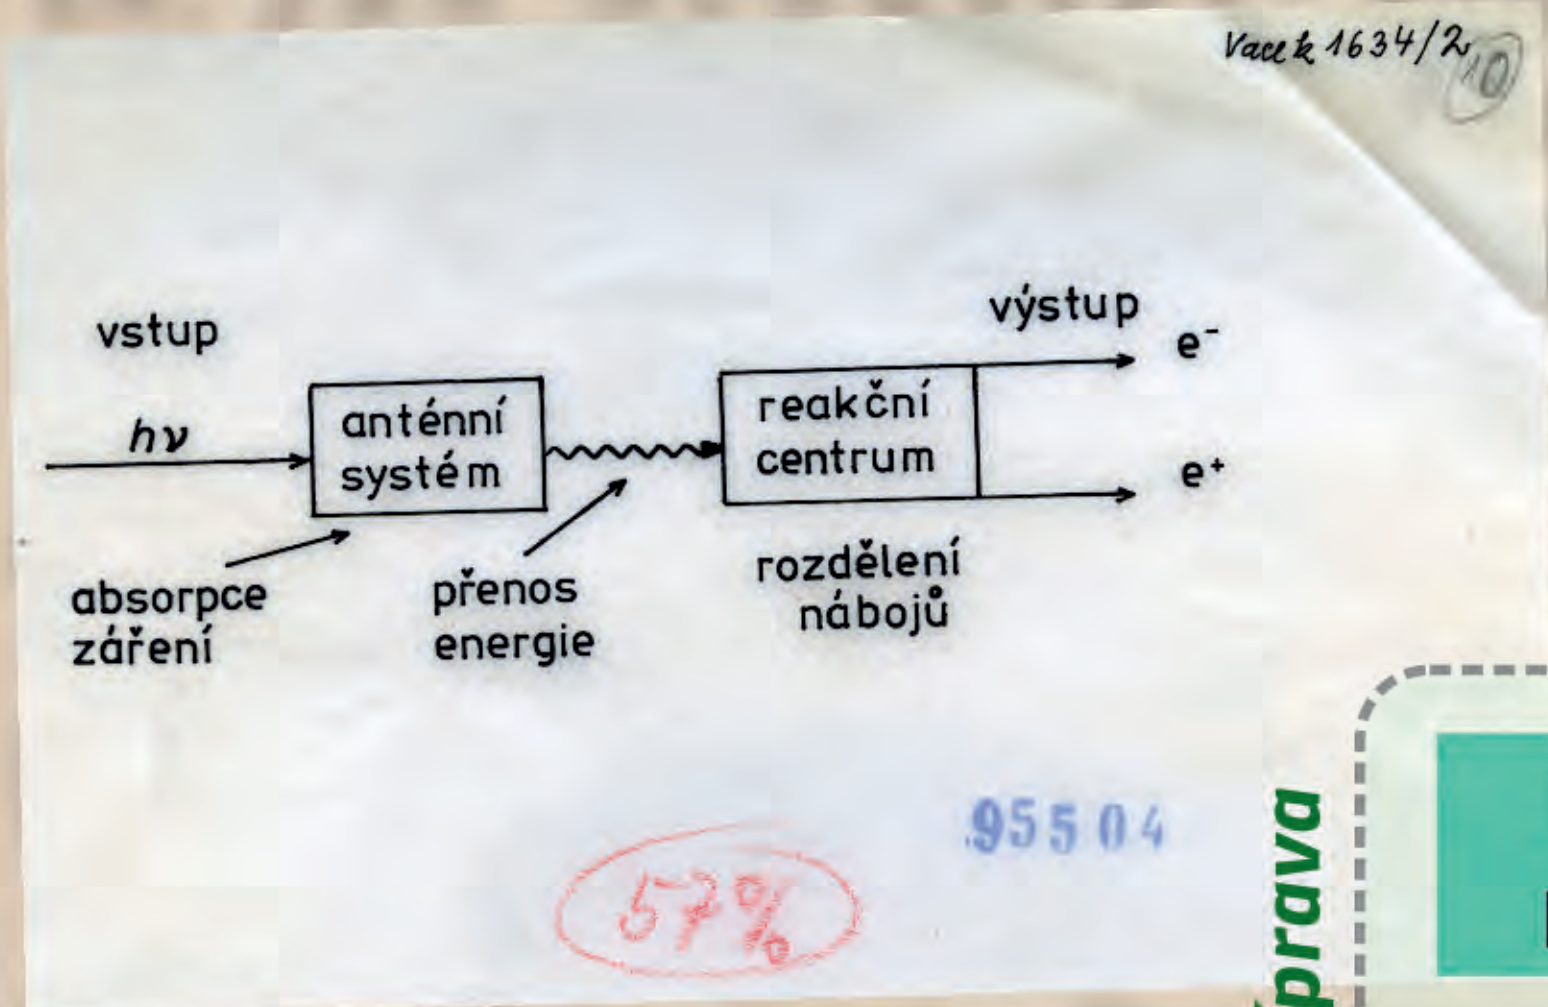 Vacek 1634/2
10
vstup
výstup
e⁻
hν
anténní
systém
reakční
centrum
e⁺
absorpce
záření
přenos
energie
rozdělení
nábojů
95504
57%